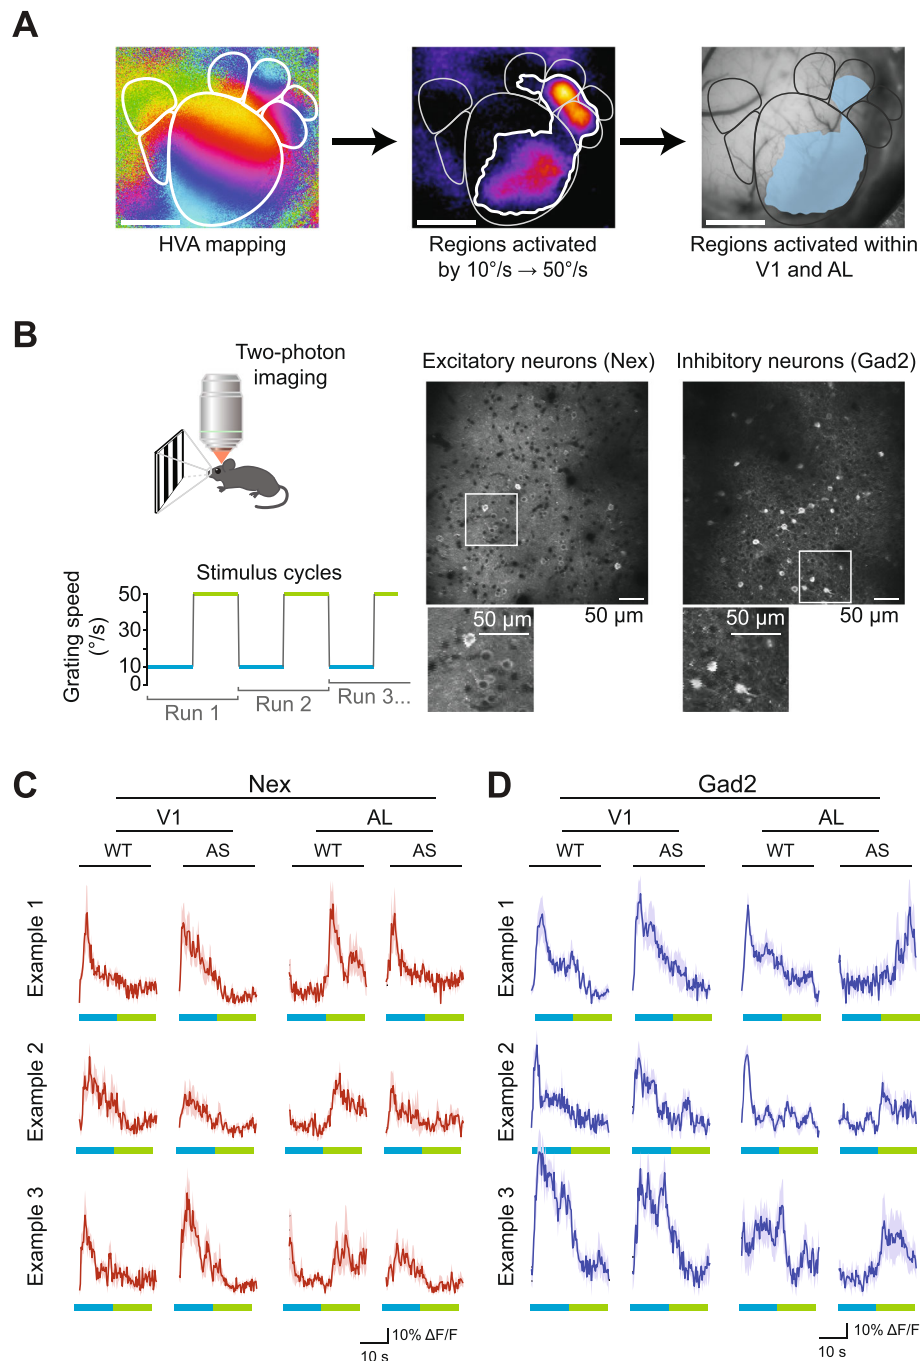 A
HVA mapping
Regions activated
by 10°/s → 50°/s
Regions activated within
V1 and AL
B
Two-photon
imaging
Stimulus cycles
Grating speed
(°/s)
50
30
10
0
Run 1
Run 2
Run 3...
Excitatory neurons (Nex)
50 µm
50 µm
Inhibitory neurons (Gad2)
50 µm
50 µm
C
Nex
V1
AL
WT
AS
WT
AS
Example 1
Example 2
Example 3
10% ΔF/F
10 s
D
Gad2
V1
AL
WT
AS
WT
AS
Example 1
Example 2
Example 3
10% ΔF/F
10 s